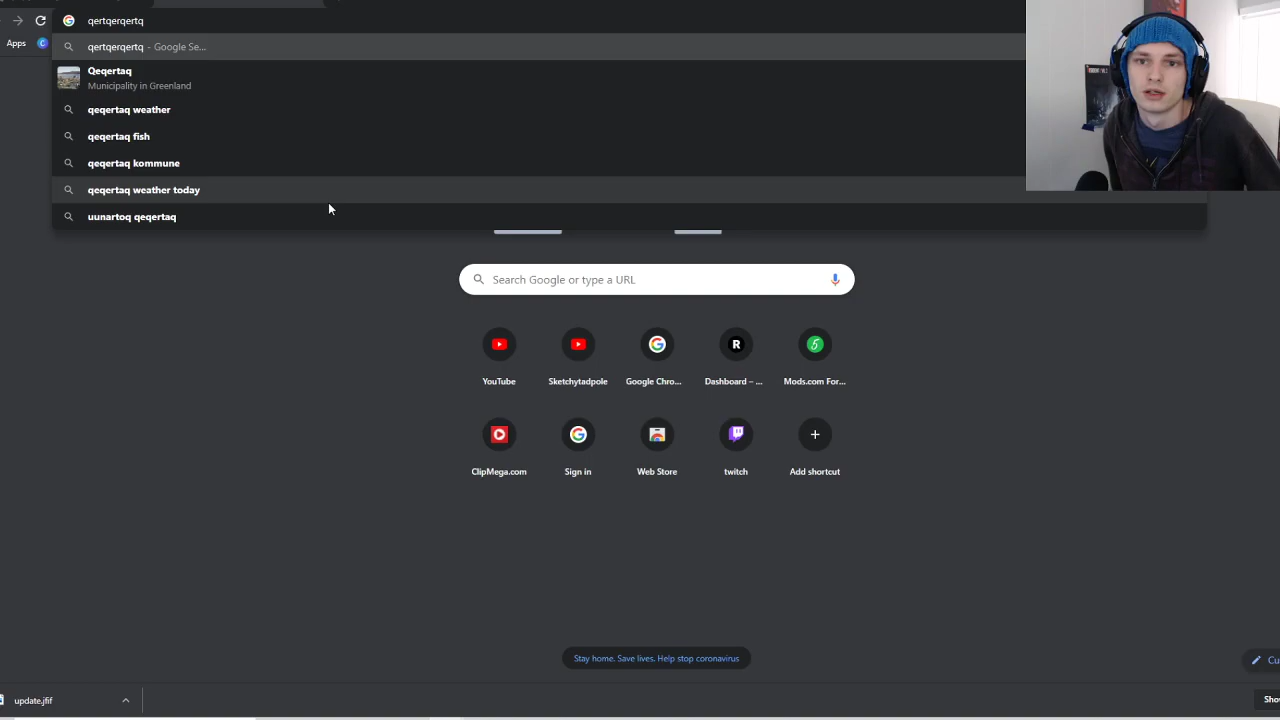 qertqerqertq
Apps
qertqerqertq - Google Se...
Qeqertaq
Municipality in Greenland
qeqertaq weather
qeqertaq fish
qeqertaq kommune
qeqertaq weather today
uunartoq qeqertaq
Search Google or type a URL
YouTube
Sketchytadpole
Google Chro...
Dashboard – ...
Mods.com For...
ClipMega.com
Sign in
Web Store
twitch
Add shortcut
Stay home. Save lives. Help stop coronavirus
Cu
update.jfif
Sho